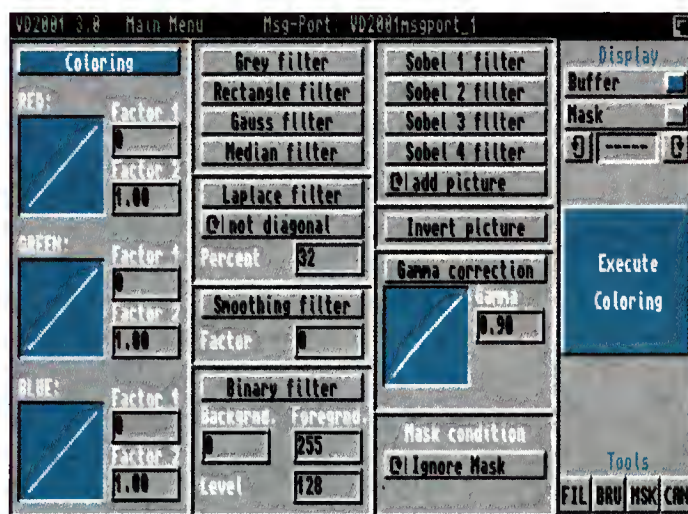 VD2001 3.0 Main Menu Msg-Port: VD2001msgport_1
Coloring
RED:
Factor 1
0
Factor 2
1.00
GREEN:
Factor 1
0
Factor 2
1.00
BLUE:
Factor 1
0
Factor 2
1.00
Grey filter
Rectangle filter
Gauss filter
Median filter
Laplace filter
not diagonal
Percent 32
Smoothing filter
Factor 0
Binary filter
Backgrnd. Foregrnd.
0 255
Level 128
Sobel 1 filter
Sobel 2 filter
Sobel 3 filter
Sobel 4 filter
add picture
Invert picture
Gamma correction
Gamma
0.90
Mask condition
Ignore Mask
Display
Buffer
Mask
-----
Execute
Coloring
Tools
FIL BRU MSK CHN